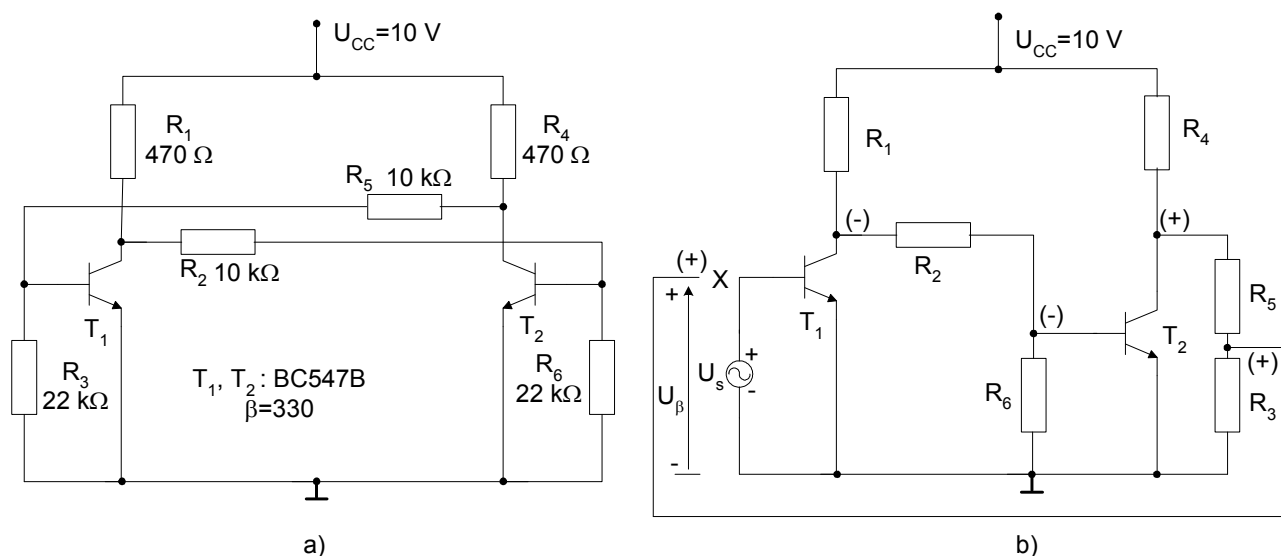 U_CC=10 V
R_1
470 Ω
R_4
470 Ω
R_5 10 kΩ
R_2 10 kΩ
T_1
T_2
R_3
22 kΩ
T_1, T_2 : BC547B
β=330
R_6
22 kΩ
a)
U_CC=10 V
R_1
R_4
(-)
(+)
R_2
(+) X
+
T_1
(-)
T_2
R_5
(+)
U_β
U_s
+
-
R_6
R_3
-
b)